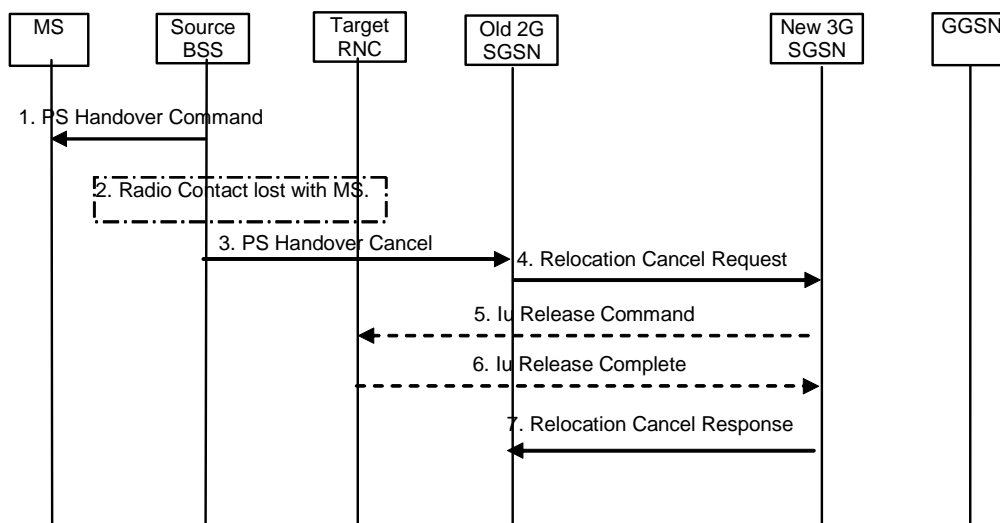 MS
Source
BSS
Target
RNC
Old 2G
SGSN
New 3G
SGSN
GGSN
1. PS Handover Command
2. Radio Contact lost with MS.
3. PS Handover Cancel
4. Relocation Cancel Request
5. Iu Release Command
6. Iu Release Complete
7. Relocation Cancel Response